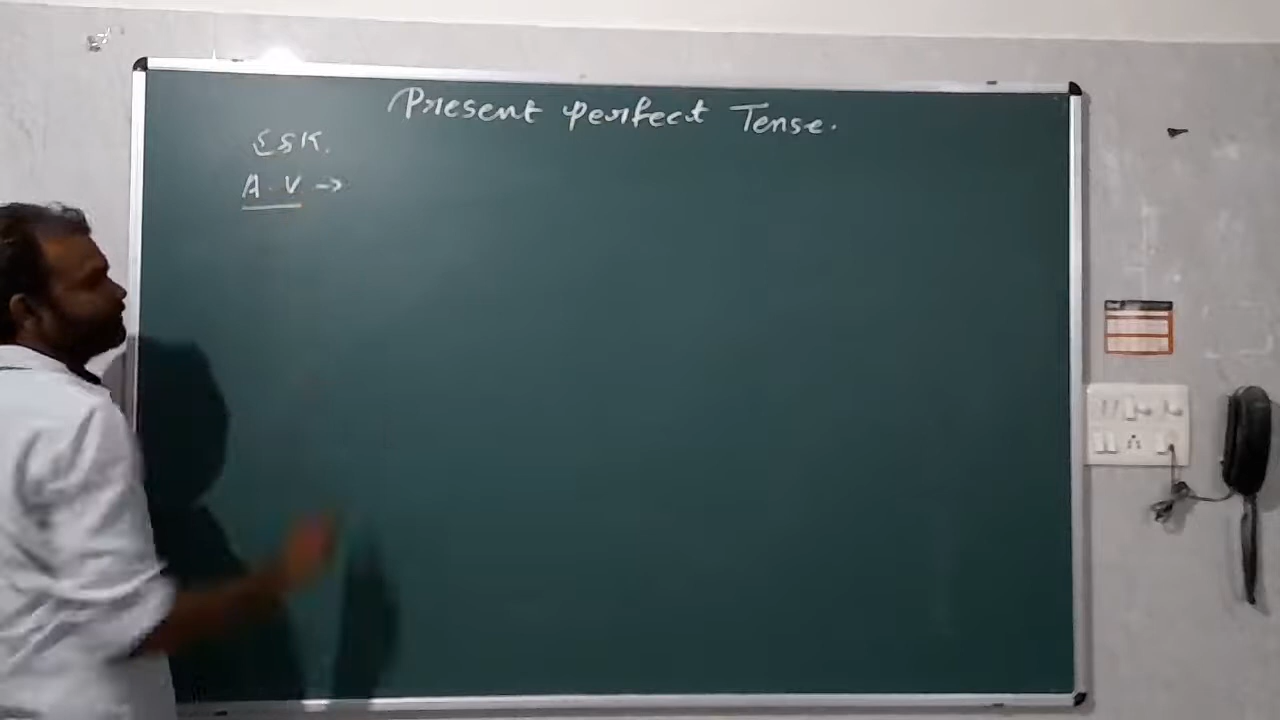 Present perfect Tense.
A. V →